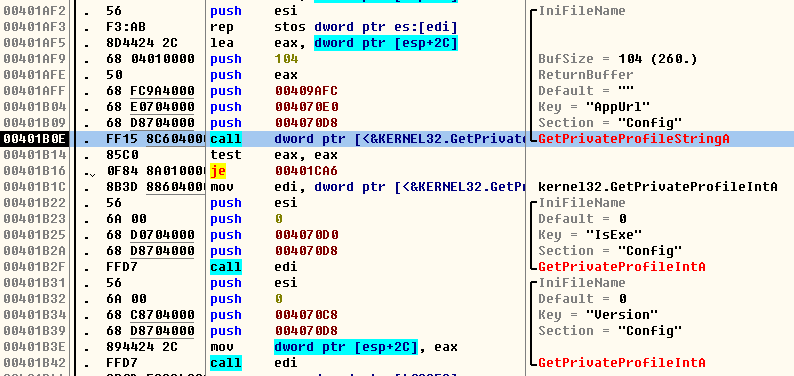 00401AF2 . 56 push esi IniFileName
00401AF3 . F3:AB rep stos dword ptr es:[edi]
00401AF5 . 8D4424 2C lea eax, dword ptr [esp+2C]
00401AF9 . 68 04010000 push 104 BufSize = 104 (260.)
00401AFE . 50 push eax ReturnBuffer
00401AFF . 68 FC9A4000 push 00409AFC Default = ""
00401B04 . 68 E0704000 push 004070E0 Key = "AppUrl"
00401B09 . 68 D8704000 push 004070D8 Section = "Config"
00401B0E . FF15 8C604000 call dword ptr [<&KERNEL32.GetPrivate GetPrivateProfileStringA
00401B14 . 85C0 test eax, eax
00401B16 . 0F84 8A010000 je 00401CA6
00401B1C . 8B3D 88604000 mov edi, dword ptr [<&KERNEL32.GetPr kernel32.GetPrivateProfileIntA
00401B22 . 56 push esi IniFileName
00401B23 . 6A 00 push 0 Default = 0
00401B25 . 68 D0704000 push 004070D0 Key = "IsExe"
00401B2A . 68 D8704000 push 004070D8 Section = "Config"
00401B2F . FFD7 call edi GetPrivateProfileIntA
00401B31 . 56 push esi IniFileName
00401B32 . 6A 00 push 0 Default = 0
00401B34 . 68 C8704000 push 004070C8 Key = "Version"
00401B39 . 68 D8704000 push 004070D8 Section = "Config"
00401B3E . 894424 2C mov dword ptr [esp+2C], eax
00401B42 . FFD7 call edi GetPrivateProfileIntA